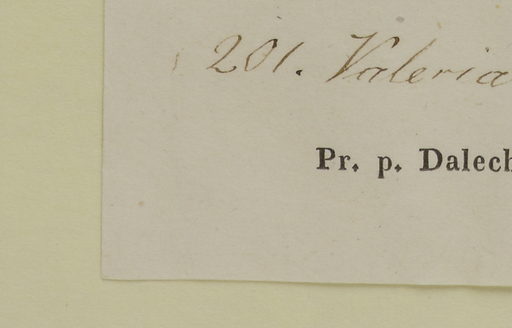 201. Valeria
Pr. p. Dalech